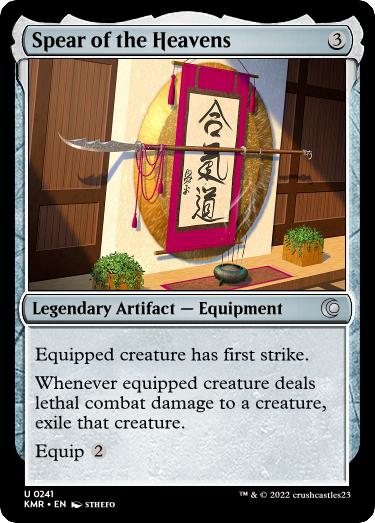 Spear of the Heavens 3
合
氣
道
Legendary Artifact — Equipment
Equipped creature has first strike.
Whenever equipped creature deals
lethal combat damage to a creature,
exile that creature.
Equip 2
U 0241
KMR • EN STHEFO
™ & © 2022 crushcastles23